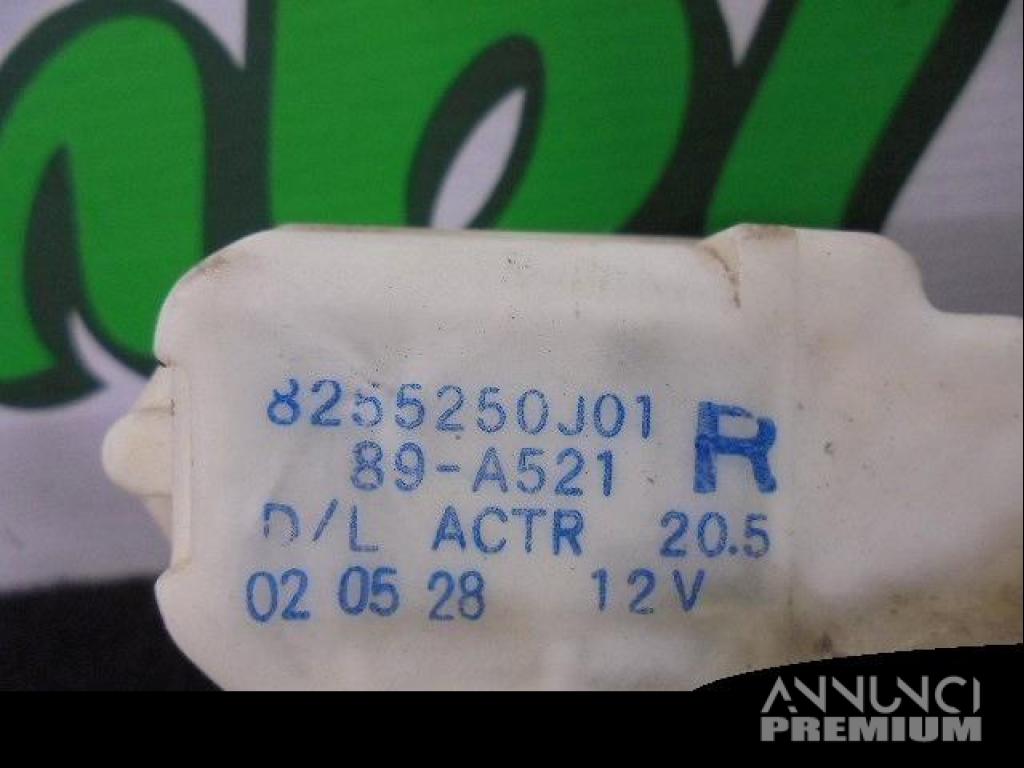 8255250J01
R
89-A521
D/L ACTR 20.5
02 05 28 12V
ANNUNCI
PREMIUM